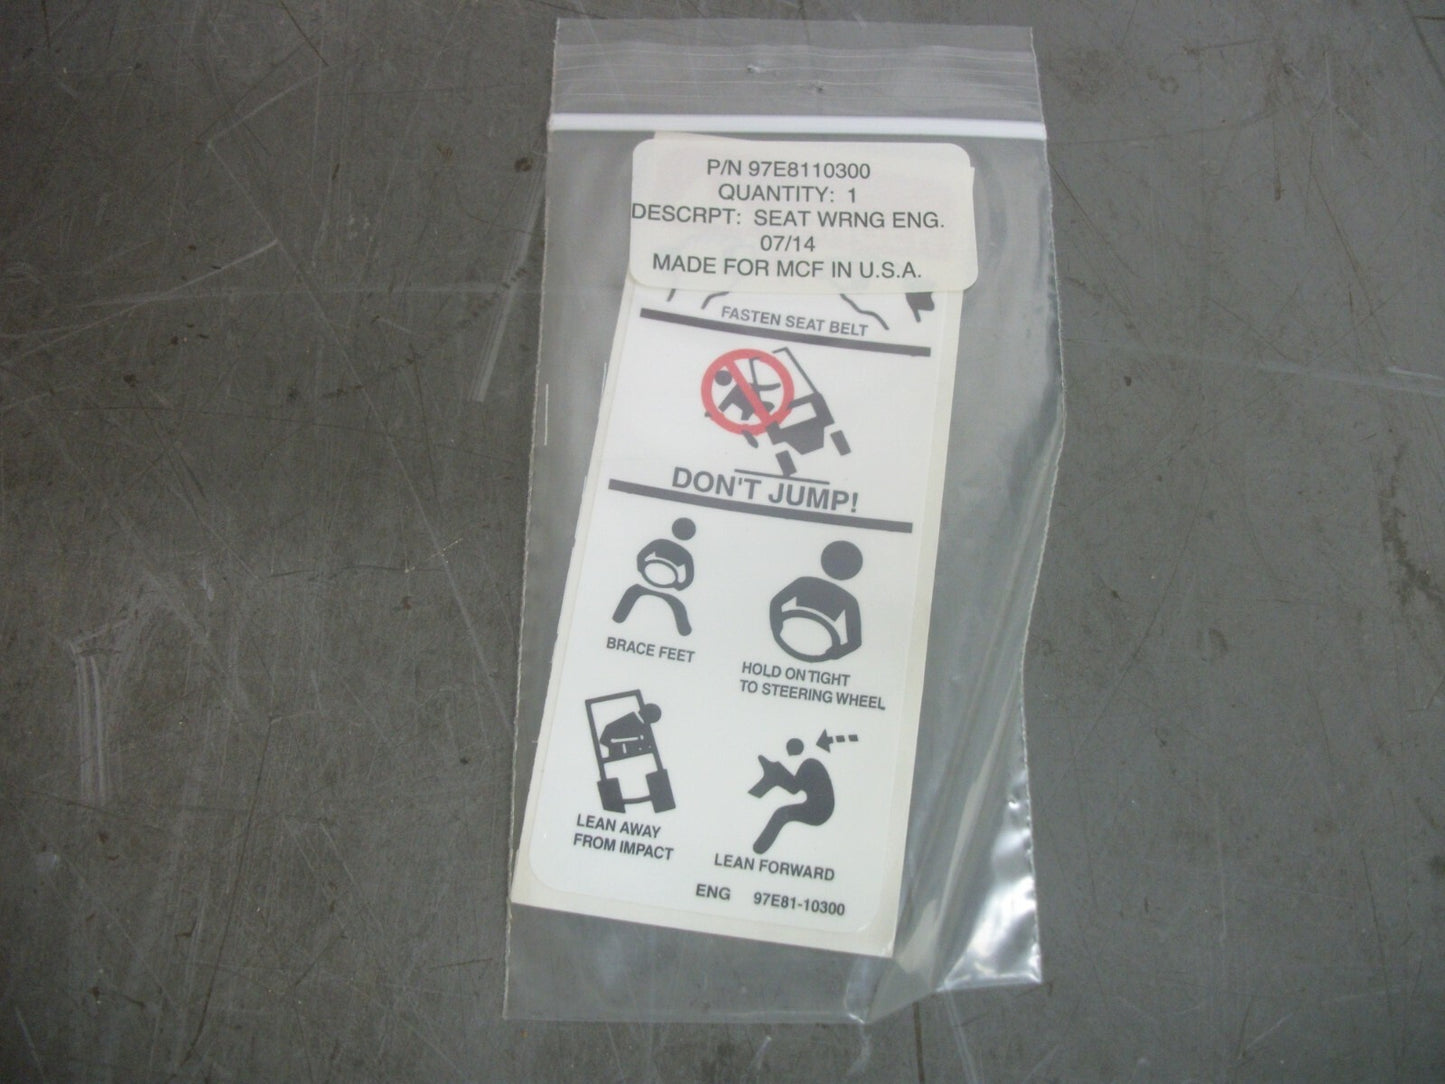 P/N 97E8110300
QUANTITY: 1
DESCRPT: SEAT WRNG ENG.
07/14
MADE FOR MCF IN U.S.A.
FASTEN SEAT BELT
DON'T JUMP!
BRACE FEET
HOLD ON TIGHT
TO STEERING WHEEL
LEAN AWAY
FROM IMPACT
LEAN FORWARD
ENG 97E81-10300